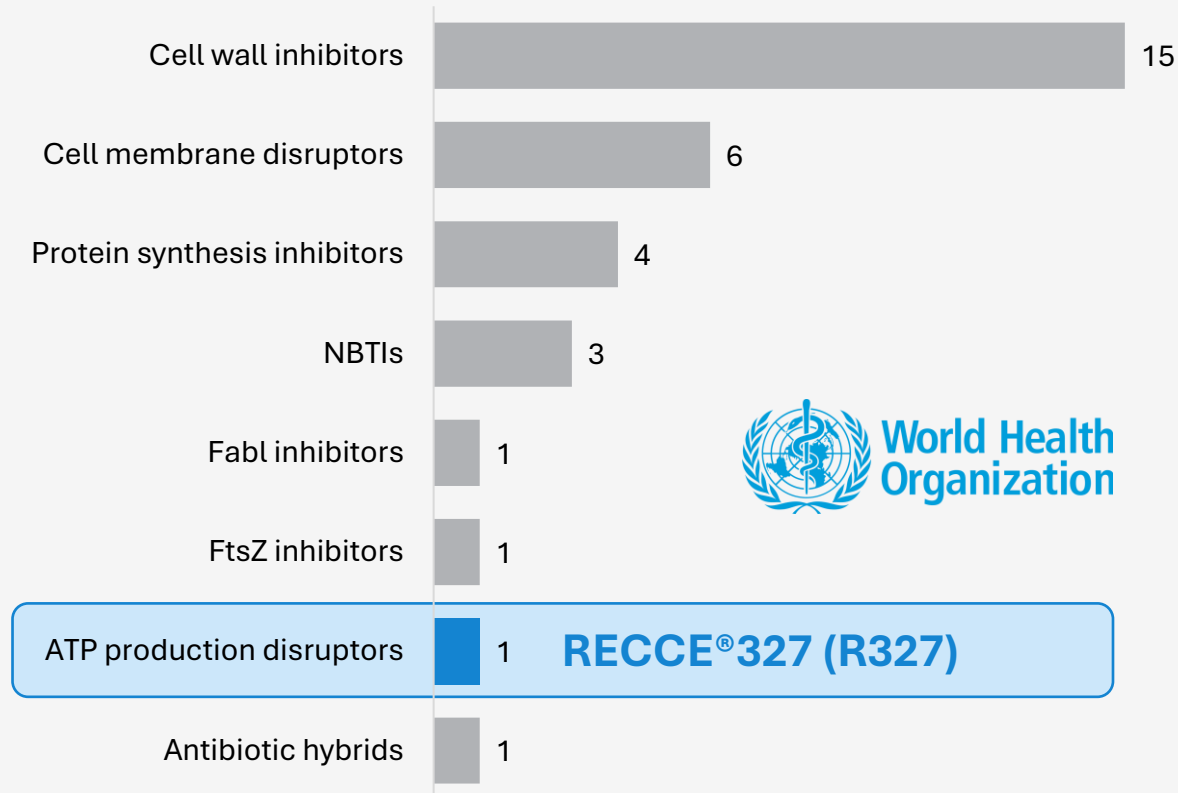 Cell wall inhibitors 15
Cell membrane disruptors 6
Protein synthesis inhibitors 4
NBTIs 3
Fabl inhibitors 1
World Health
Organization
FtsZ inhibitors 1
ATP production disruptors 1 RECCE®327 (R327)
Antibiotic hybrids 1